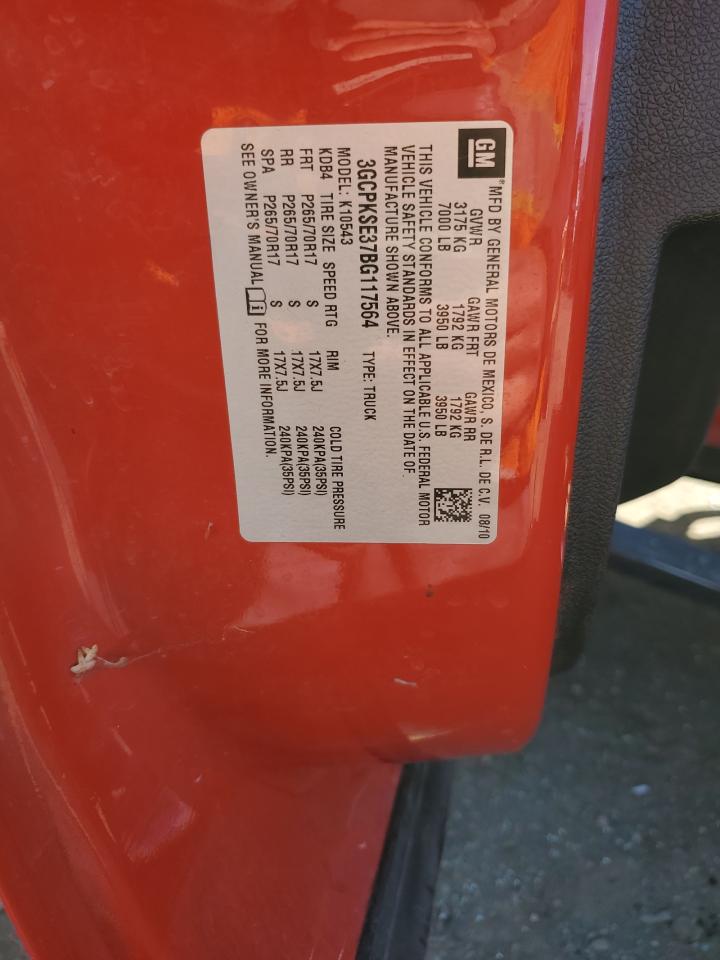 GM ® MFD BY GENERAL MOTORS DE MEXICO, S. DE R.L. DE C.V. 08/10
GVWR GAWR FRT GAWR RR
3175 KG 1792 KG 1792 KG
7000 LB 3950 LB 3950 LB
THIS VEHICLE CONFORMS TO ALL APPLICABLE U.S. FEDERAL MOTOR
VEHICLE SAFETY STANDARDS IN EFFECT ON THE DATE OF
MANUFACTURE SHOWN ABOVE.
3GCPKSE37BG117564 TYPE: TRUCK
MODEL: K10543
KDB4 TIRE SIZE SPEED RTG RIM COLD TIRE PRESSURE
FRT P265/70R17 S 17X7.5J 240KPA(35PSI)
RR P265/70R17 S 17X7.5J 240KPA(35PSI)
SPA P265/70R17 S 17X7.5J 240KPA(35PSI)
SEE OWNER'S MANUAL i FOR MORE INFORMATION.